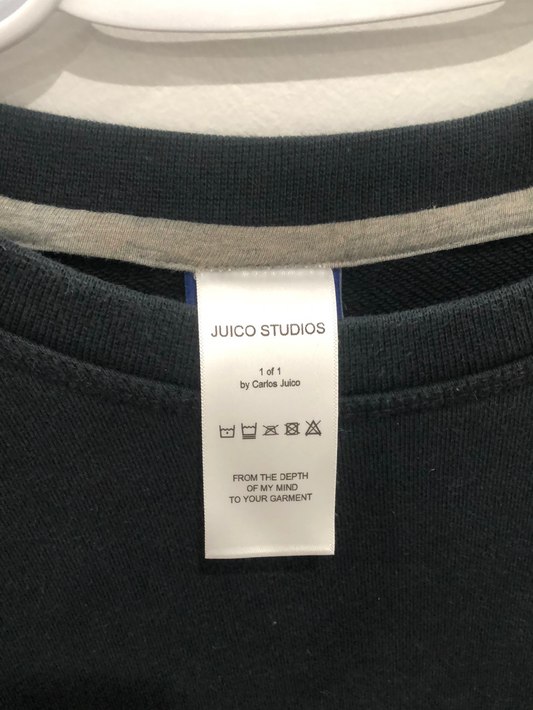 JUICO STUDIOS
1 of 1
by Carlos Juico
FROM THE DEPTH
OF MY MIND
TO YOUR GARMENT